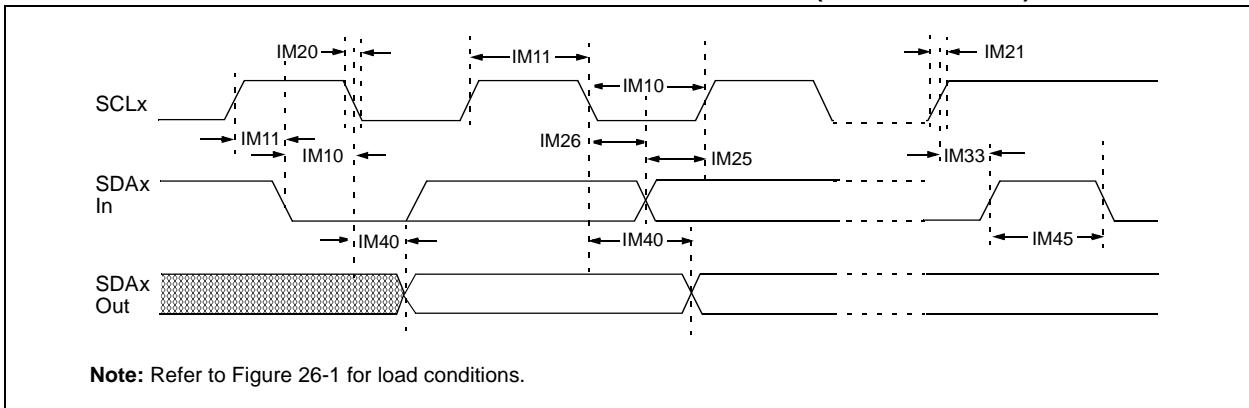 IM20
IM11
IM21
IM10
SCLx
IM11
IM10
IM26
IM25
IM33
SDAx
In
IM40
IM40
IM45
SDAx
Out
Note: Refer to Figure 26-1 for load conditions.